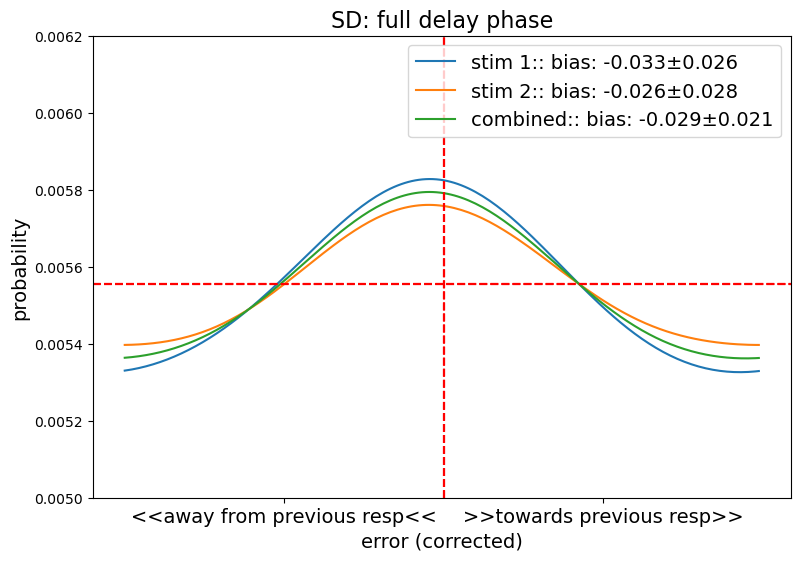 SD: full delay phase
stim 1:: bias: -0.033±0.026
stim 2:: bias: -0.026±0.028
combined:: bias: -0.029±0.021
probability
0.0062
0.0060
0.0058
0.0056
0.0054
0.0052
0.0050
<<away from previous resp<< >>towards previous resp>>
error (corrected)